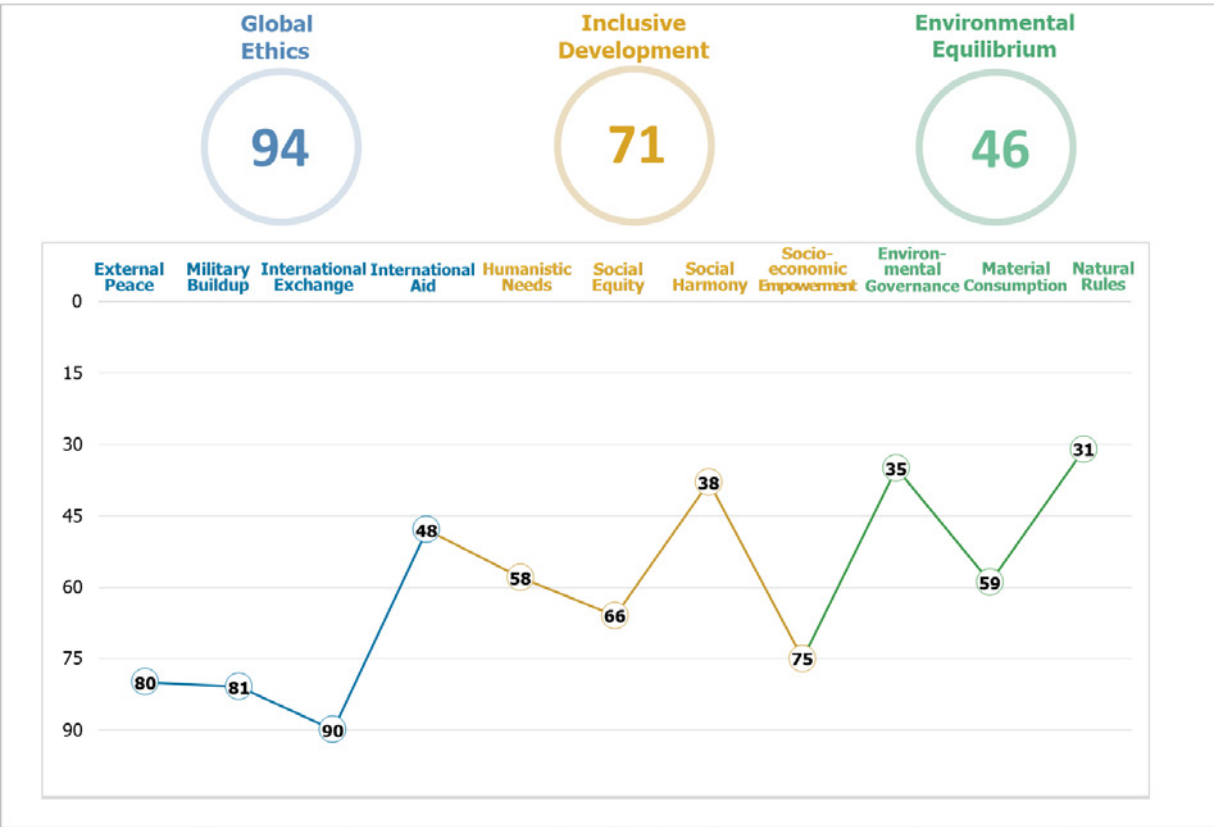 Global
Ethics
94
Inclusive
Development
71
Environmental
Equilibrium
46
External
Peace
Military
Buildup
International
Exchange
International
Aid
Humanistic
Needs
Social
Equity
Social
Harmony
Socio-
economic
Empowerment
Environ-
mental
Governance
Material
Consumption
Natural
Rules
0
15
30
45
60
75
90
80
81
90
48
58
66
38
75
35
59
31